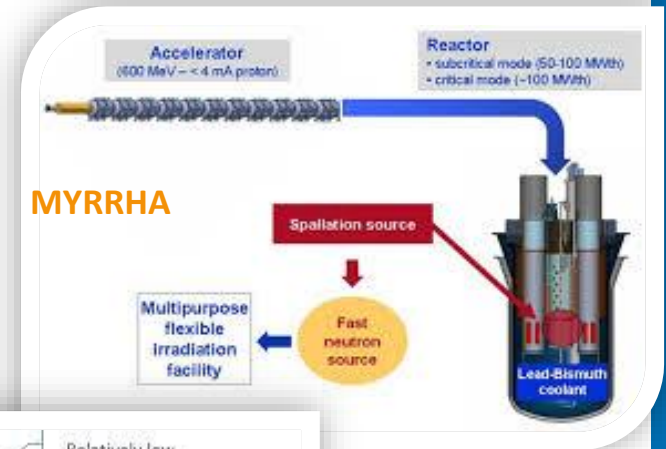 Accelerator
(600 MeV – < 4 mA proton)
Reactor
• subcritical mode (50-100 MWth)
• critical mode (~100 MWth)
MYRRHA
Spallation source
Multipurpose
flexible
irradiation
facility
Fast
neutron
source
Lead-Bismuth
coolant
Relatively low